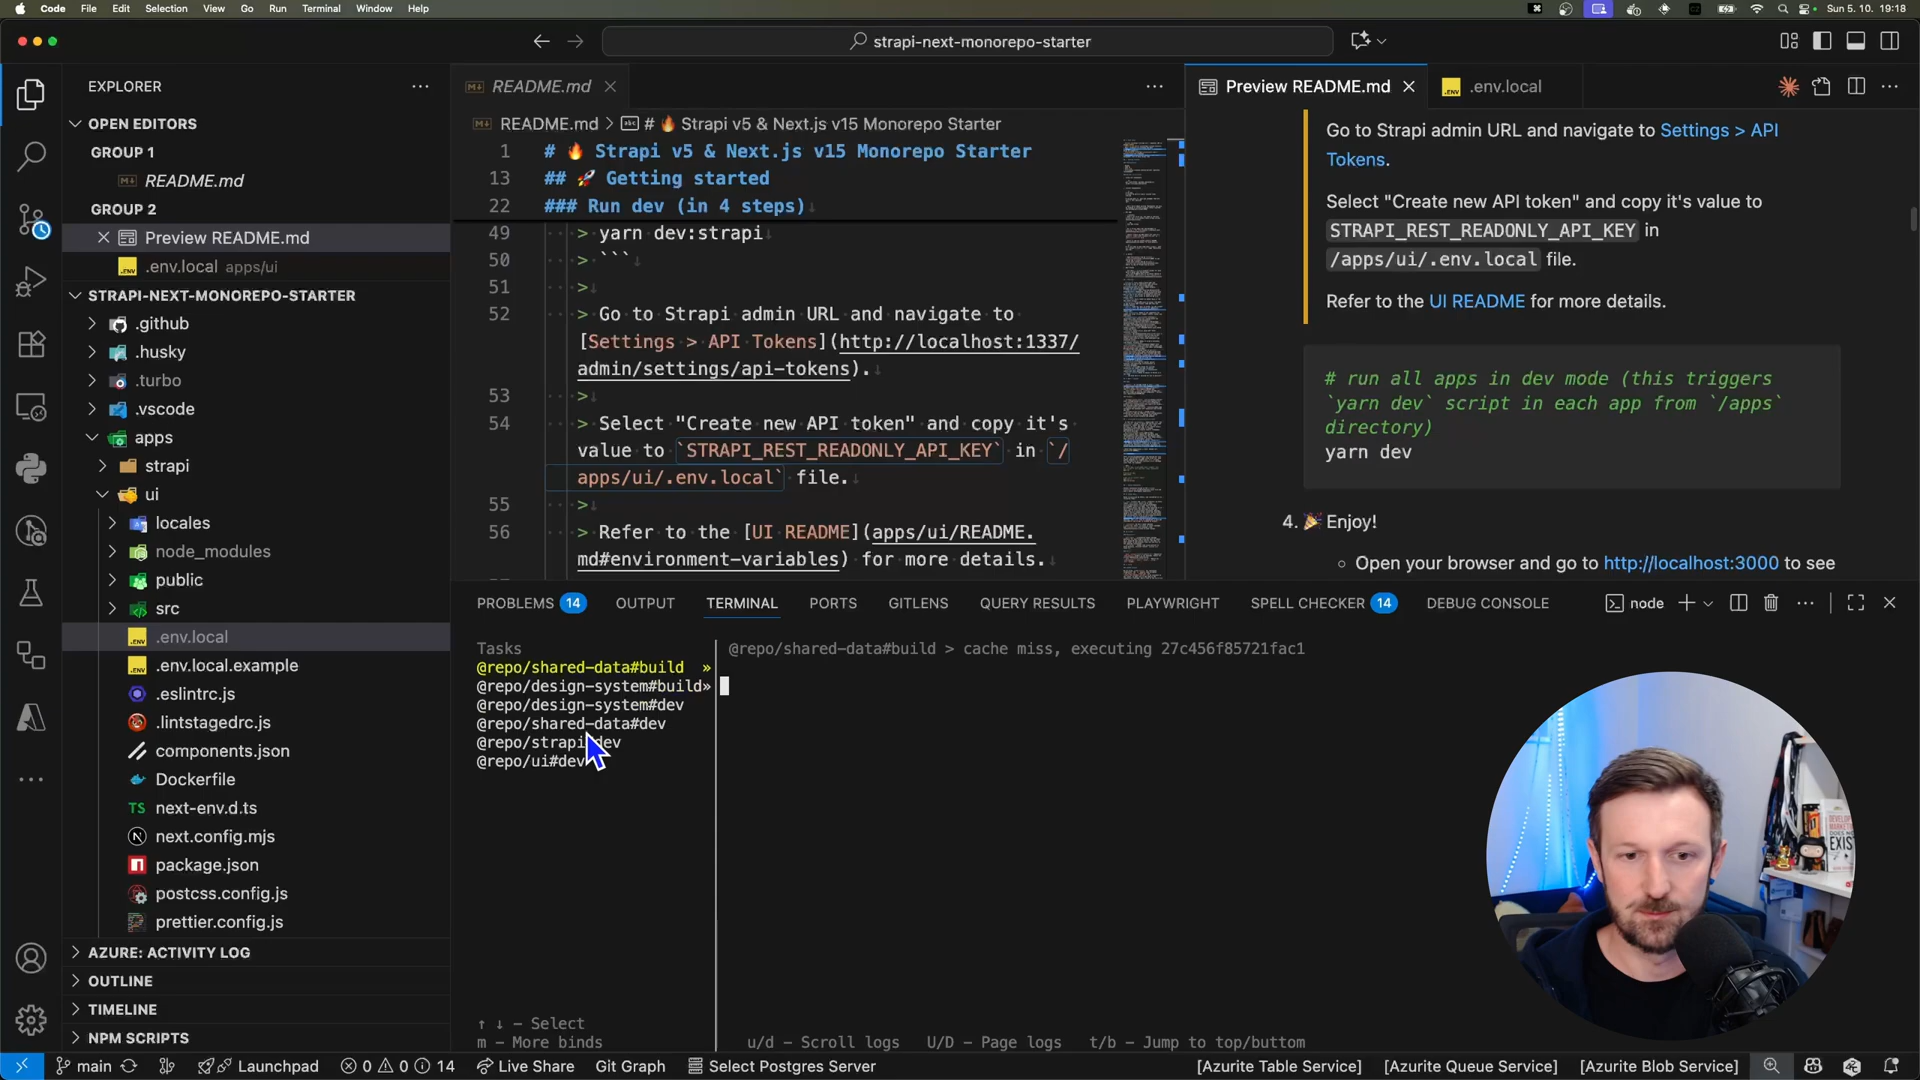 Code File Edit Selection View Go Run Terminal Window Help
Sun 5. 10. 19:18
strapi-next-monorepo-starter
EXPLORER
OPEN EDITORS
GROUP 1
README.md
GROUP 2
Preview README.md
.env.local apps/ui
STRAPI-NEXT-MONOREPO-STARTER
.github
.husky
.turbo
.vscode
apps
strapi
ui
locales
node_modules
public
src
.env.local
.env.local.example
.eslintrc.js
.lintstagedrc.js
components.json
Dockerfile
next-env.d.ts
next.config.mjs
package.json
postcss.config.js
prettier.config.js
AZURE: ACTIVITY LOG
OUTLINE
TIMELINE
NPM SCRIPTS
README.md
README.md > # 🔥 Strapi v5 & Next.js v15 Monorepo Starter
1 # 🔥 Strapi v5 & Next.js v15 Monorepo Starter
13 ## 🚀 Getting started
22 ### Run dev (in 4 steps)
49 > yarn dev:strapi
50 > ```
51 >
52 > Go to Strapi admin URL and navigate to
[Settings > API Tokens](http://localhost:1337/
admin/settings/api-tokens).
53 >
54 > Select "Create new API token" and copy it's
value to `STRAPI_REST_READONLY_API_KEY` in `/
apps/ui/.env.local` file.
55 >
56 > Refer to the [UI README](apps/ui/README.
md#environment-variables) for more details.
Preview README.md
.env.local
Go to Strapi admin URL and navigate to Settings > API
Tokens.
Select "Create new API token" and copy it's value to
STRAPI_REST_READONLY_API_KEY in
/apps/ui/.env.local file.
Refer to the UI README for more details.
# run all apps in dev mode (this triggers
`yarn dev` script in each app from `/apps`
directory)
yarn dev
4. 🎉 Enjoy!
Open your browser and go to http://localhost:3000 to see
PROBLEMS 14 OUTPUT TERMINAL PORTS GITLENS QUERY RESULTS PLAYWRIGHT SPELL CHECKER 14 DEBUG CONSOLE
node
Tasks
@repo/shared-data#build »
@repo/design-system#build»
@repo/design-system#dev
@repo/shared-data#dev
@repo/strapi dev
@repo/ui#dev
@repo/shared-data#build > cache miss, executing 27c456f85721fac1
↑ ↓ - Select
m - More binds
u/d - Scroll logs U/D - Page logs t/b - Jump to top/buttom
main
Launchpad
0 0 14
Live Share
Git Graph
Select Postgres Server
[Azurite Table Service]
[Azurite Queue Service]
[Azurite Blob Service]